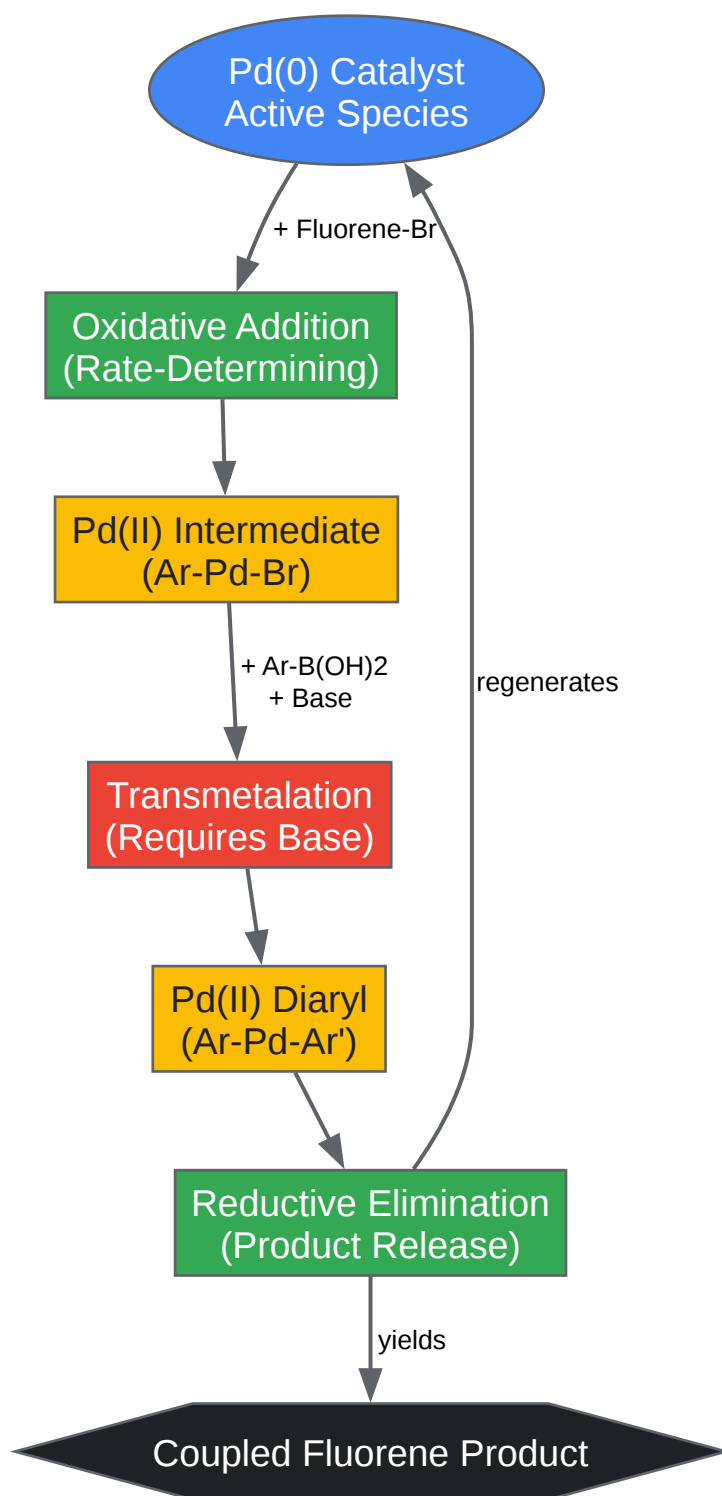 Pd(0) Catalyst
Active Species
+ Fluorene-Br
Oxidative Addition
(Rate-Determining)
Pd(II) Intermediate
(Ar-Pd-Br)
+ Ar-B(OH)2
+ Base
regenerates
Transmetalation
(Requires Base)
Pd(II) Diaryl
(Ar-Pd-Ar')
Reductive Elimination
(Product Release)
yields
Coupled Fluorene Product